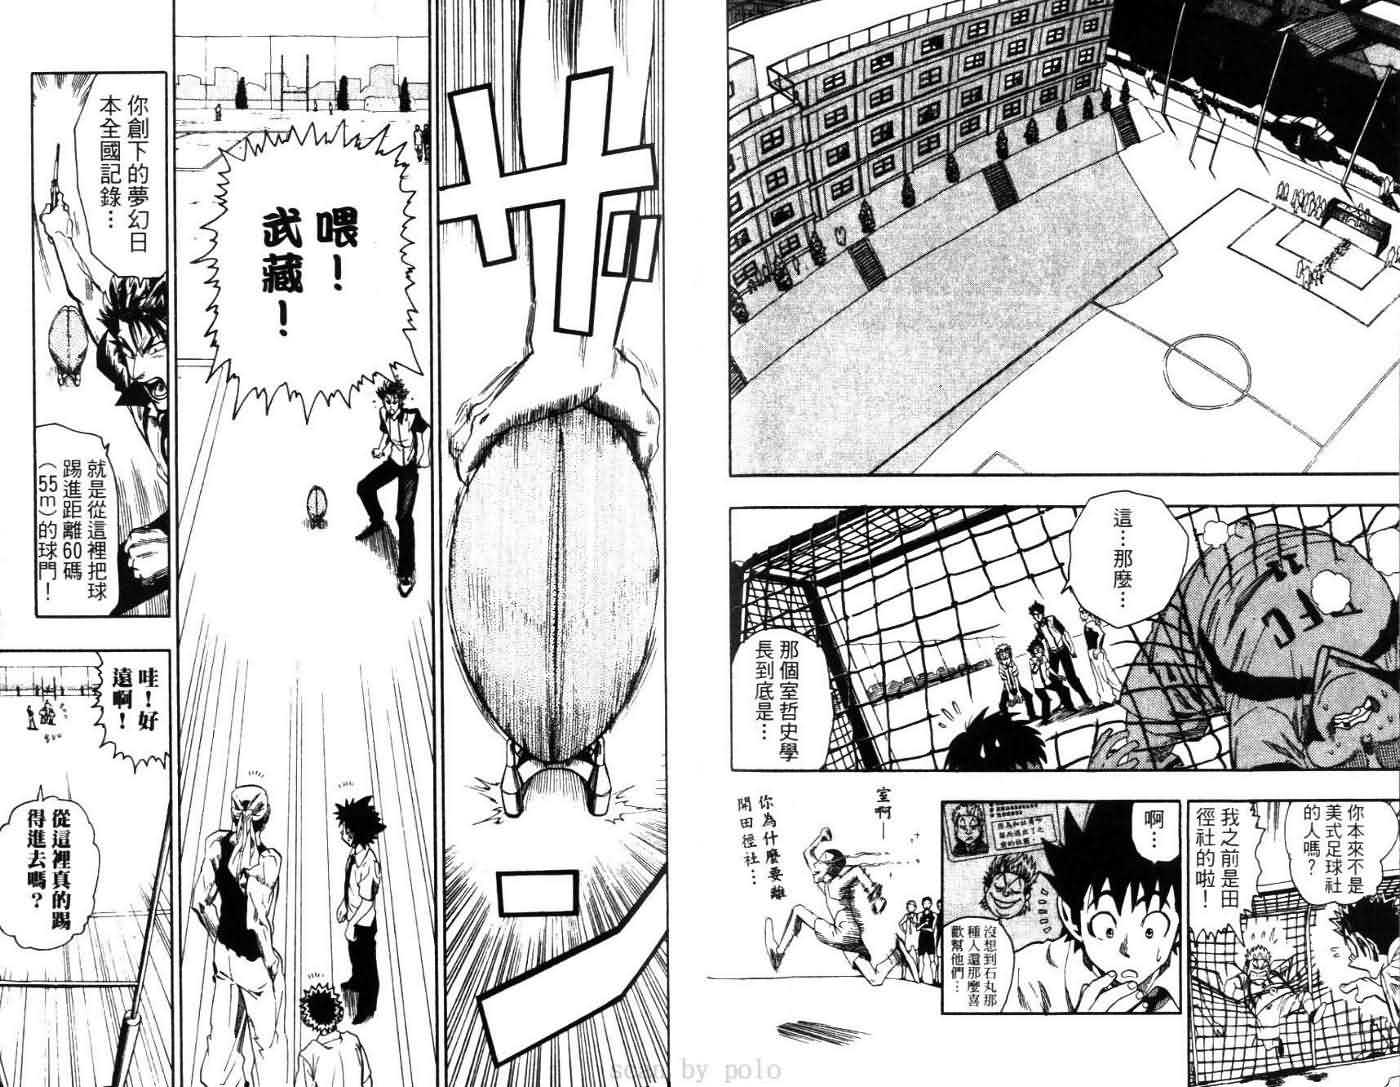 這…那麼…
那個室哲史學
長到底是…
TFC
你本來不是
美式足球社
的人嗎？
我之前是田
徑社的啦！
啊…
沒想到石丸那
種人還那麼喜
歡幫他們…
室啊—
你為什麼要離
開田徑社…
ザ
喂！
武藏！
你創下的夢幻日
本全國記錄…
就是從這裡把球
踢進距離60碼
（55m）的球門！
哇！好
遠啊！
從這裡真的踢
得進去嗎？
scan by polo